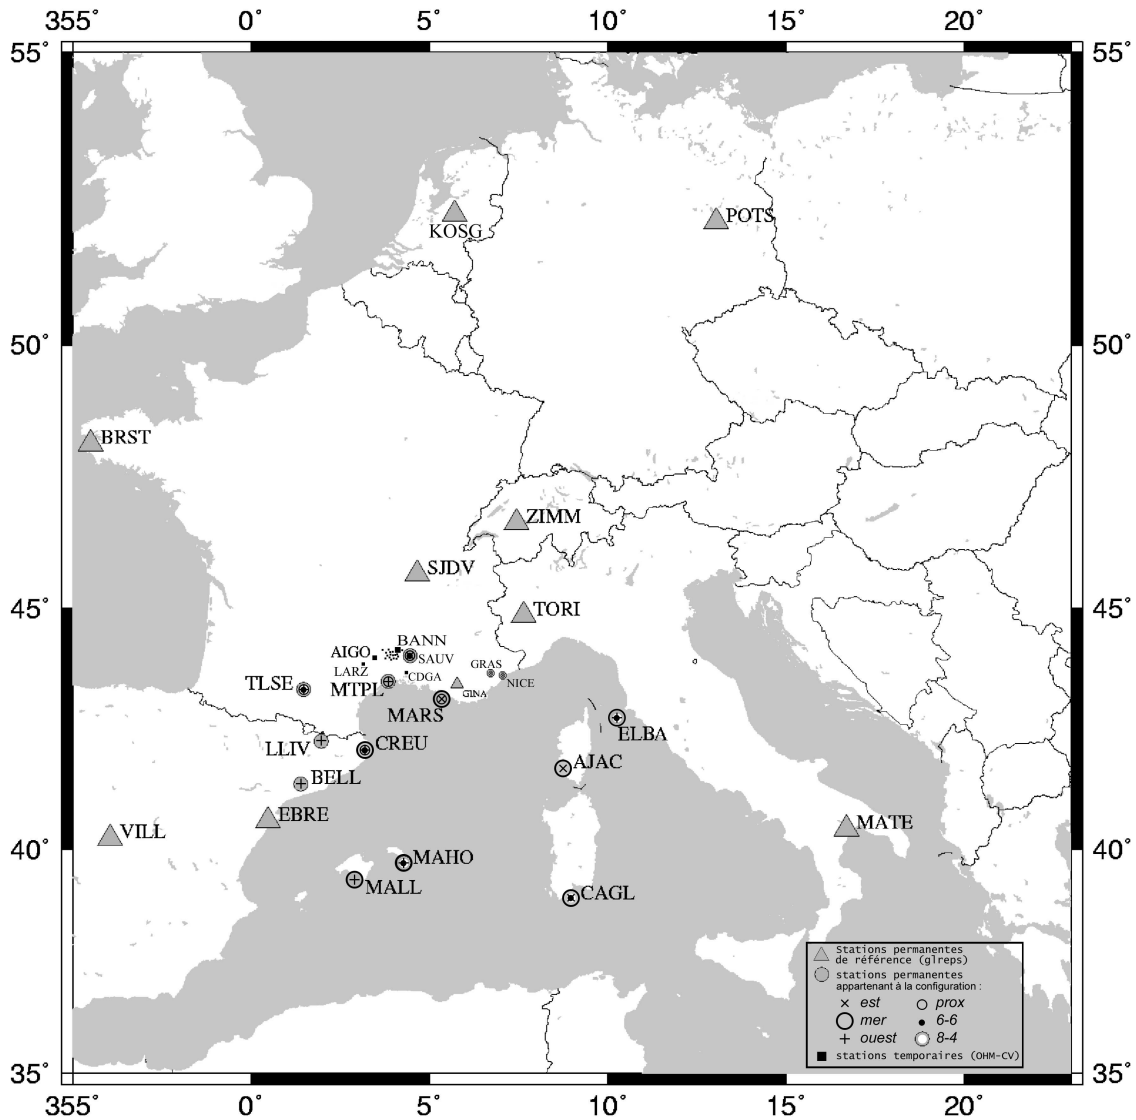 355° 0° 5° 10° 15° 20°
55° 55°
POTS
KOSG
50° 50°
BRST
ZIMM
SJDV
45° TORI 45°
BANN
AIGO SAUV
LARZ CDGA GRAS
TLSE MTPL GINA NICE
MARS
ELBA
LLIV CREU
AJAC
BELL
EBRE
VILL MATE
40° 40°
MAHO
MALL CAGL
Stations permanentes
de référence (glreps)
stations permanentes
appartenant à la configuration :
est prox
mer 6-6
ouest 8-4
stations temporaires (OHM-CV)
35° 35°
355° 0° 5° 10° 15° 20°